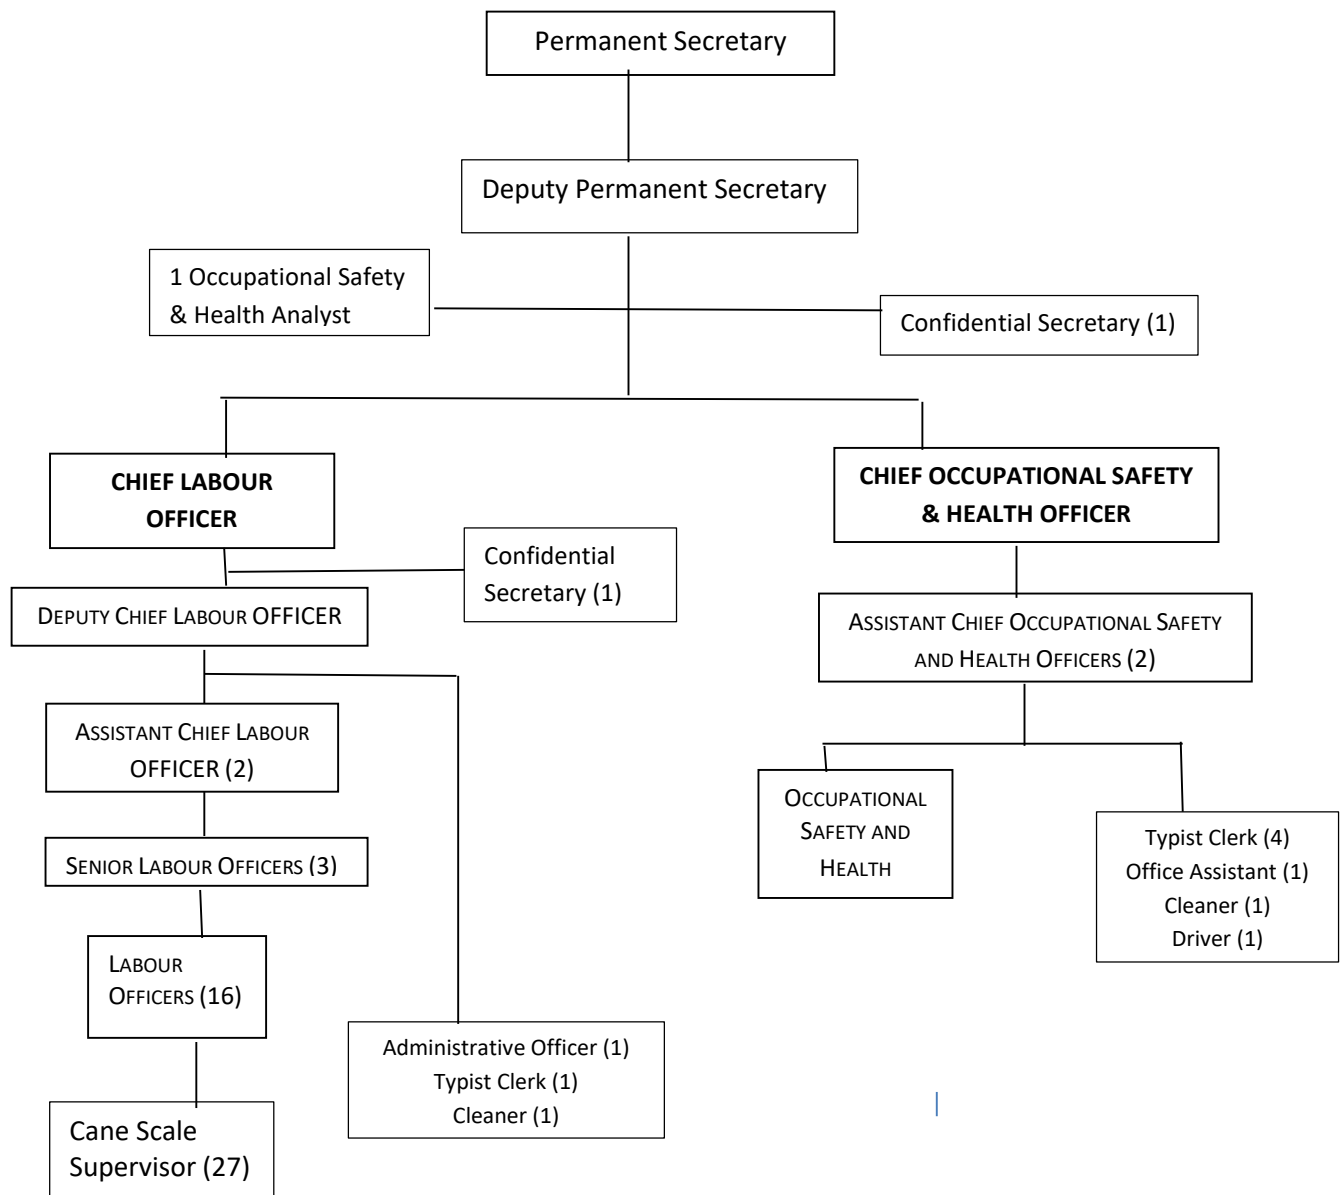 Permanent Secretary
Deputy Permanent Secretary
1 Occupational Safety
& Health Analyst
Confidential Secretary (1)
CHIEF LABOUR
OFFICER
CHIEF OCCUPATIONAL SAFETY
& HEALTH OFFICER
Confidential
Secretary (1)
DEPUTY CHIEF LABOUR OFFICER
ASSISTANT CHIEF OCCUPATIONAL SAFETY
AND HEALTH OFFICERS (2)
ASSISTANT CHIEF LABOUR
OFFICER (2)
SENIOR LABOUR OFFICERS (3)
OCCUPATIONAL
SAFETY AND
HEALTH
Typist Clerk (4)
Office Assistant (1)
Cleaner (1)
Driver (1)
LABOUR
OFFICERS (16)
Administrative Officer (1)
Typist Clerk (1)
Cleaner (1)
Cane Scale
Supervisor (27)